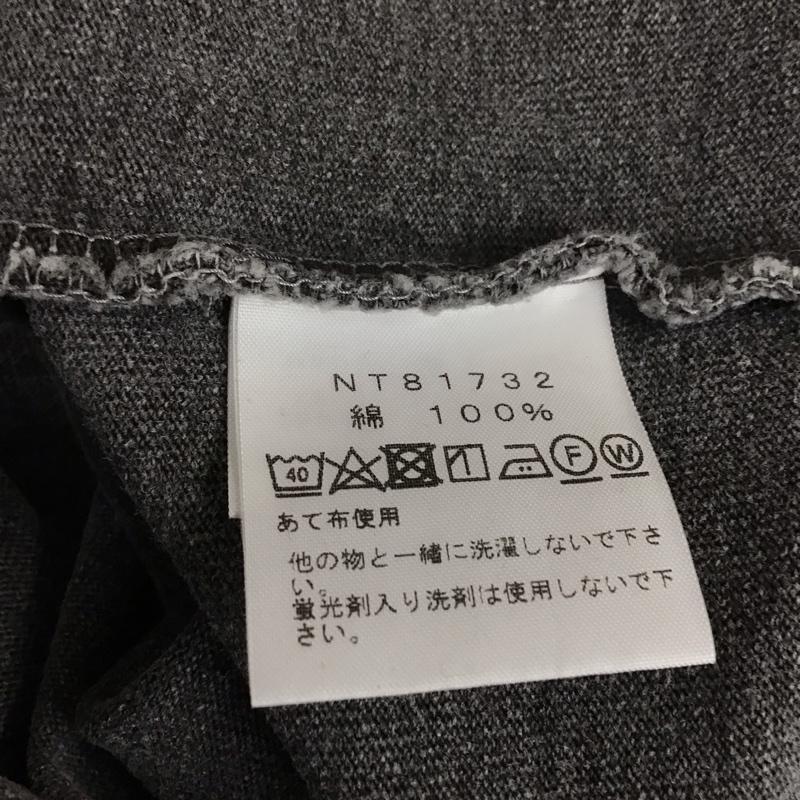 NT81732
綿 100%
40 F W
あて布使用
他の物と一緒に洗濯しないで下さ
い。
蛍光剤入り洗剤は使用しないで下
さい。